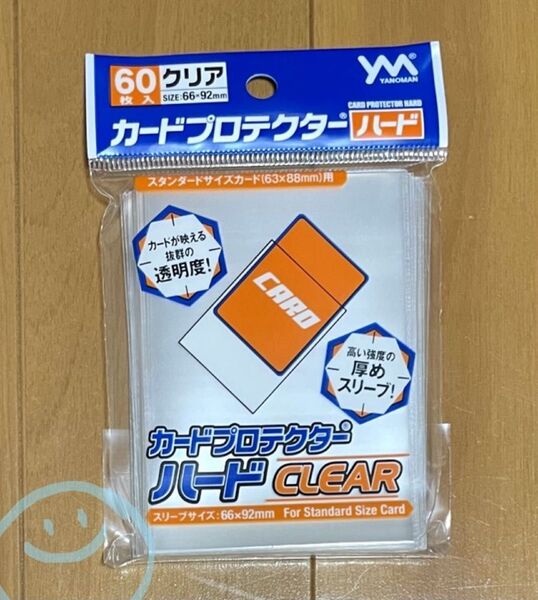 60枚入
クリア
SIZE:66×92mm
YM
YANOMAN
CARD PROTECTOR HARD
カードプロテクター® ハード
スタンダードサイズカード(63×88mm)用
カードが映える
抜群の
透明度!
CARD
高い強度の
厚め
スリーブ!
カードプロテクター®
ハード CLEAR
スリーブサイズ:66×92mm For Standard Size Card